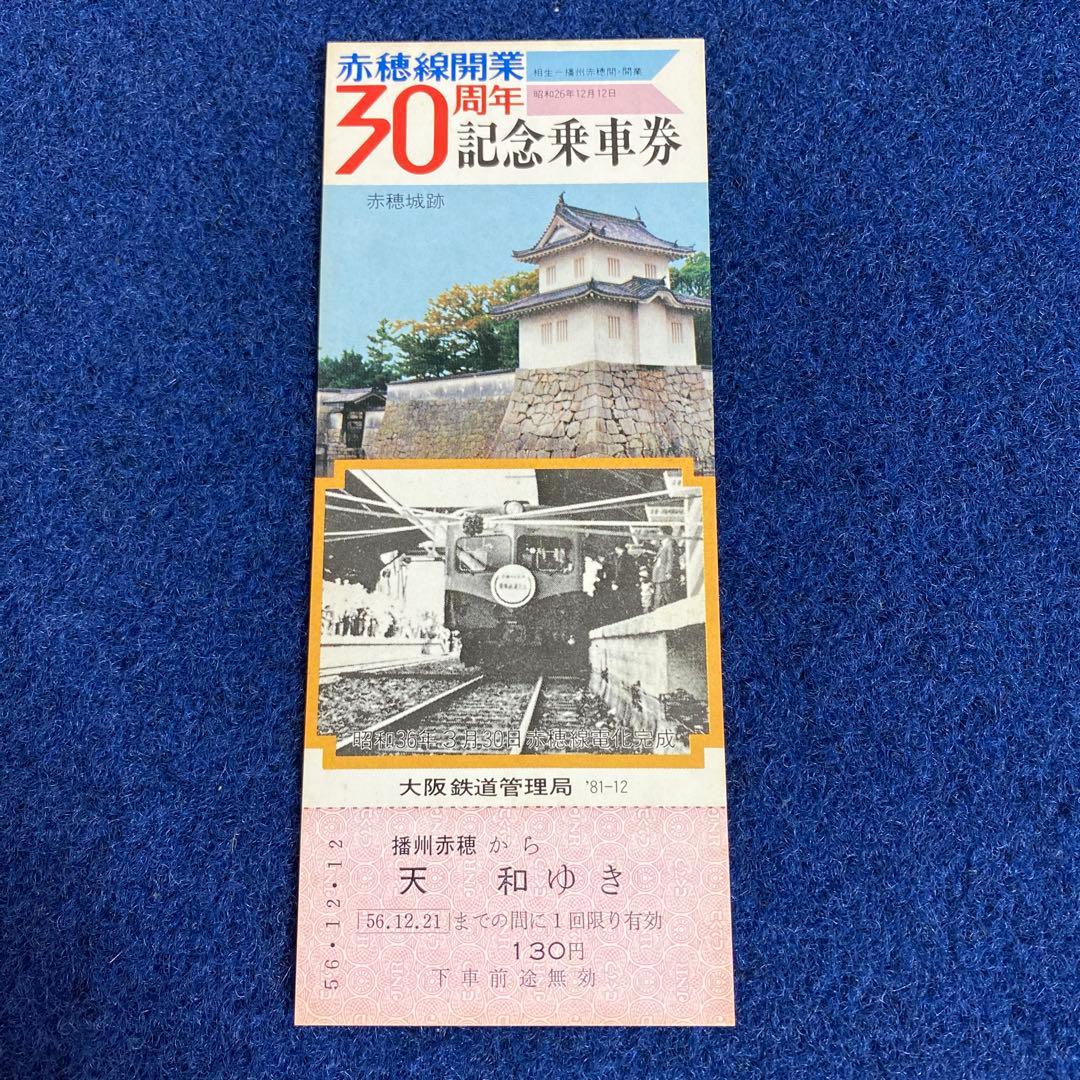 赤穂線開業
30周年
記念乗車券
相生ー播州赤穂間・開業
昭和26年12月12日
赤穂城跡
昭和36年3月30日赤穂線電化完成
大阪鉄道管理局 '81-12
播州赤穂から
天 和ゆき
56.12.21までの間に1回限り有効
130円
下車前途無効
56.12.12
JNR